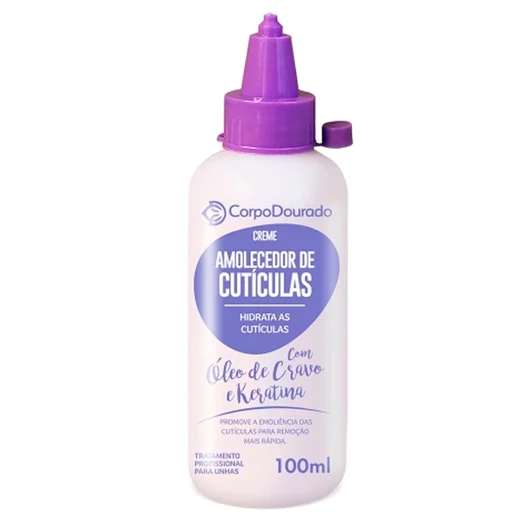 CorpoDourado
CREME
AMOLECEDOR DE
CUTÍCULAS
HIDRATA AS
CUTÍCULAS
Com
Óleo de Cravo
e Keratina
PROMOVE A EMOLIÊNCIA DAS
CUTÍCULAS PARA REMOÇÃO
MAIS RÁPIDA.
TRATAMENTO
PROFISSIONAL
PARA UNHAS
100ml